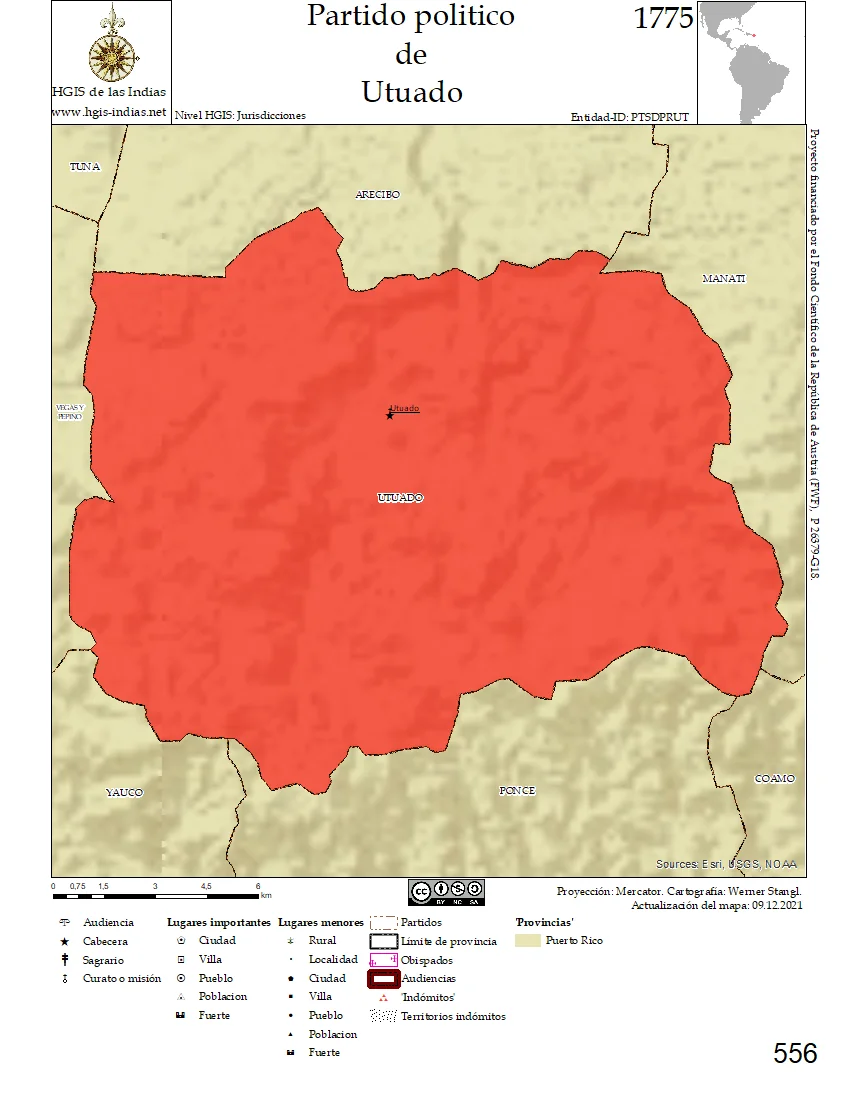 Partido politico
de
Utuado
1775
HGIS de las Indias
www.hgis-indias.net
Nivel HGIS: Jurisdicciones
Entidad-ID: PTSDPRUT
Proyecto financiado por el Fondo Científico de la República de Austria (FWF), P 26379-G18.
TUNA
ARECIBO
MANATI
VEGAS Y
PEPINO
Utuado
UTUADO
YAUCO
PONCE
COAMO
Sources: Esri, USGS, NOAA
0 0,75 1,5 3 4,5 6
km
cc BY NC SA
Proyección: Mercator. Cartografía: Werner Stangl.
Actualización del mapa: 09.12.2021
Audiencia
Cabecera
Sagrario
Curato o misión
Lugares importantes
Ciudad
Villa
Pueblo
Poblacion
Fuerte
Lugares menores
Rural
Localidad
Ciudad
Villa
Pueblo
Poblacion
Fuerte
Partidos
Límite de provincia
Obispados
Audiencias
'Indómitos'
Territorios indómitos
'Provincias'
Puerto Rico
556